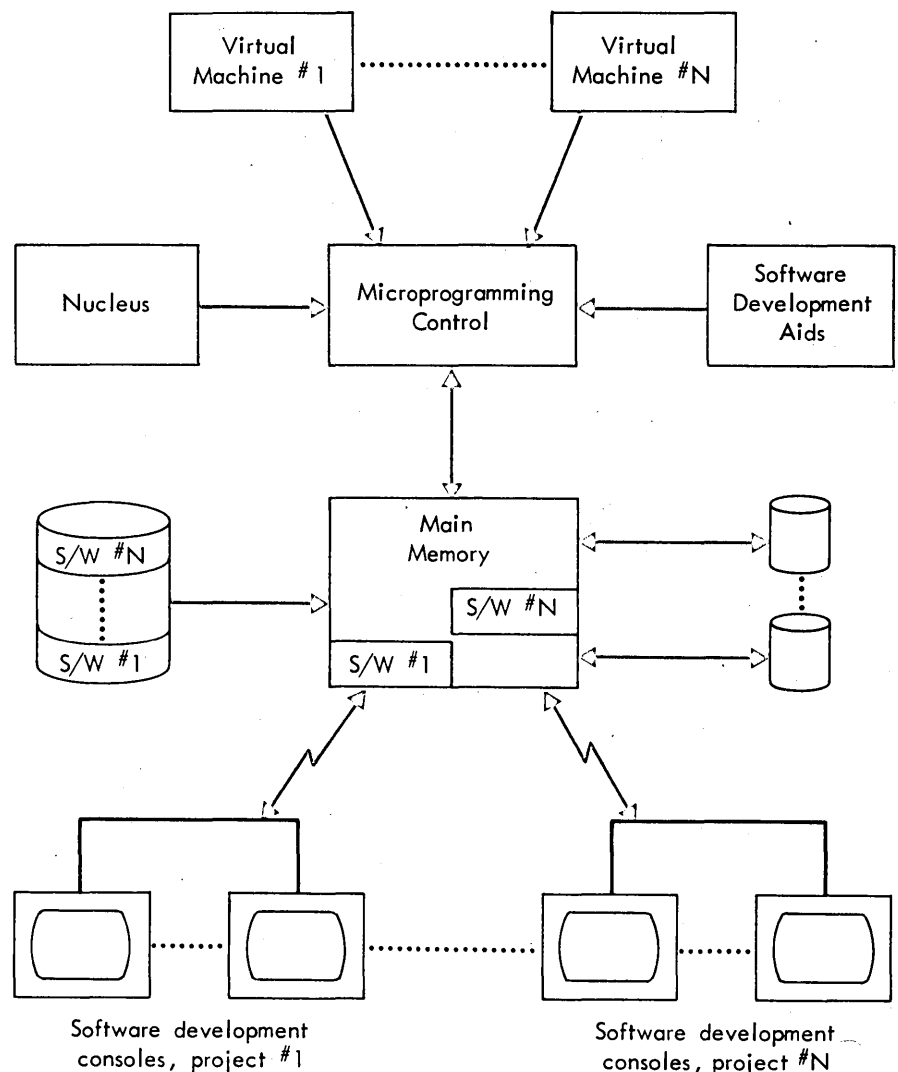 Virtual
Machine #1
Virtual
Machine #N
Nucleus
Microprogramming
Control
Software
Development
Aids
S/W #N
S/W #1
Main
Memory
S/W #N
S/W #1
Software development
consoles, project #1
Software development
consoles, project #N